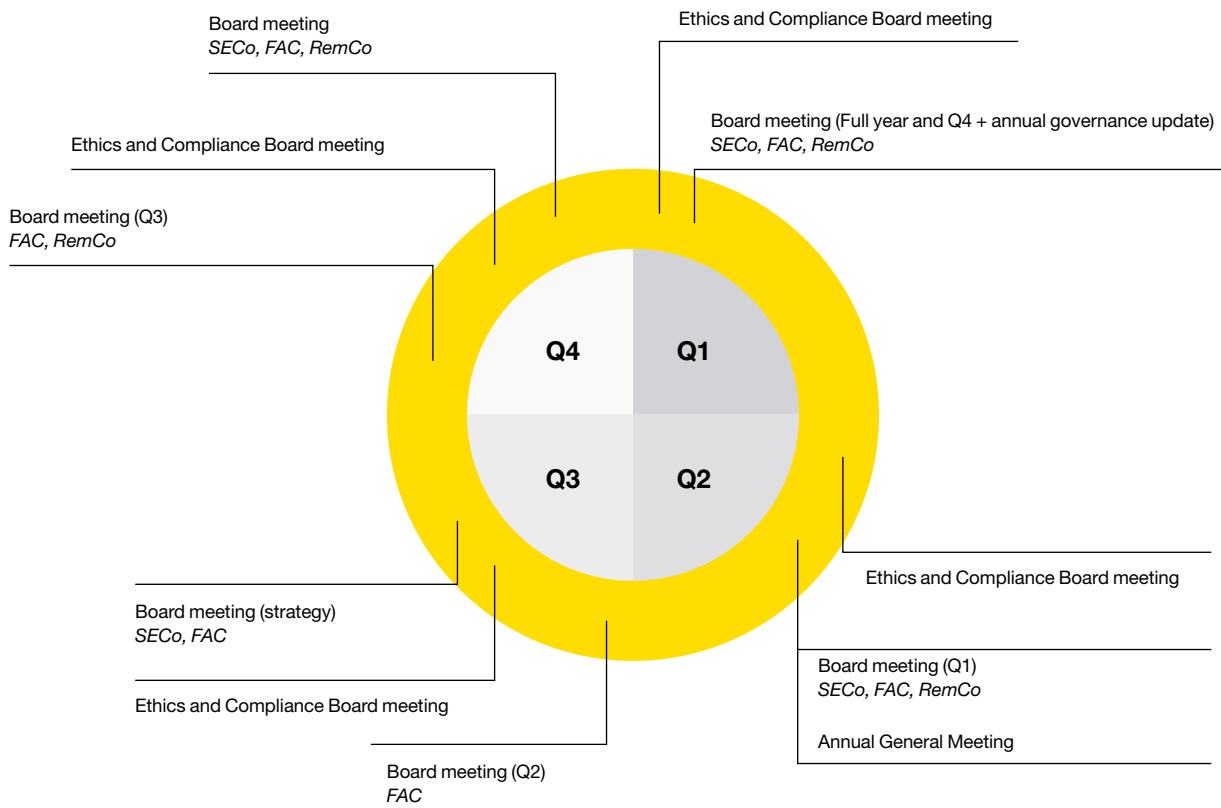 Board meeting
SECo, FAC, RemCo
Ethics and Compliance Board meeting
Board meeting (Full year and Q4 + annual governance update)
SECo, FAC, RemCo
Ethics and Compliance Board meeting
Board meeting (Q3)
FAC, RemCo
Q4
Q1
Q3
Q2
Ethics and Compliance Board meeting
Board meeting (strategy)
SECo, FAC
Board meeting (Q1)
SECo, FAC, RemCo
Ethics and Compliance Board meeting
Annual General Meeting
Board meeting (Q2)
FAC